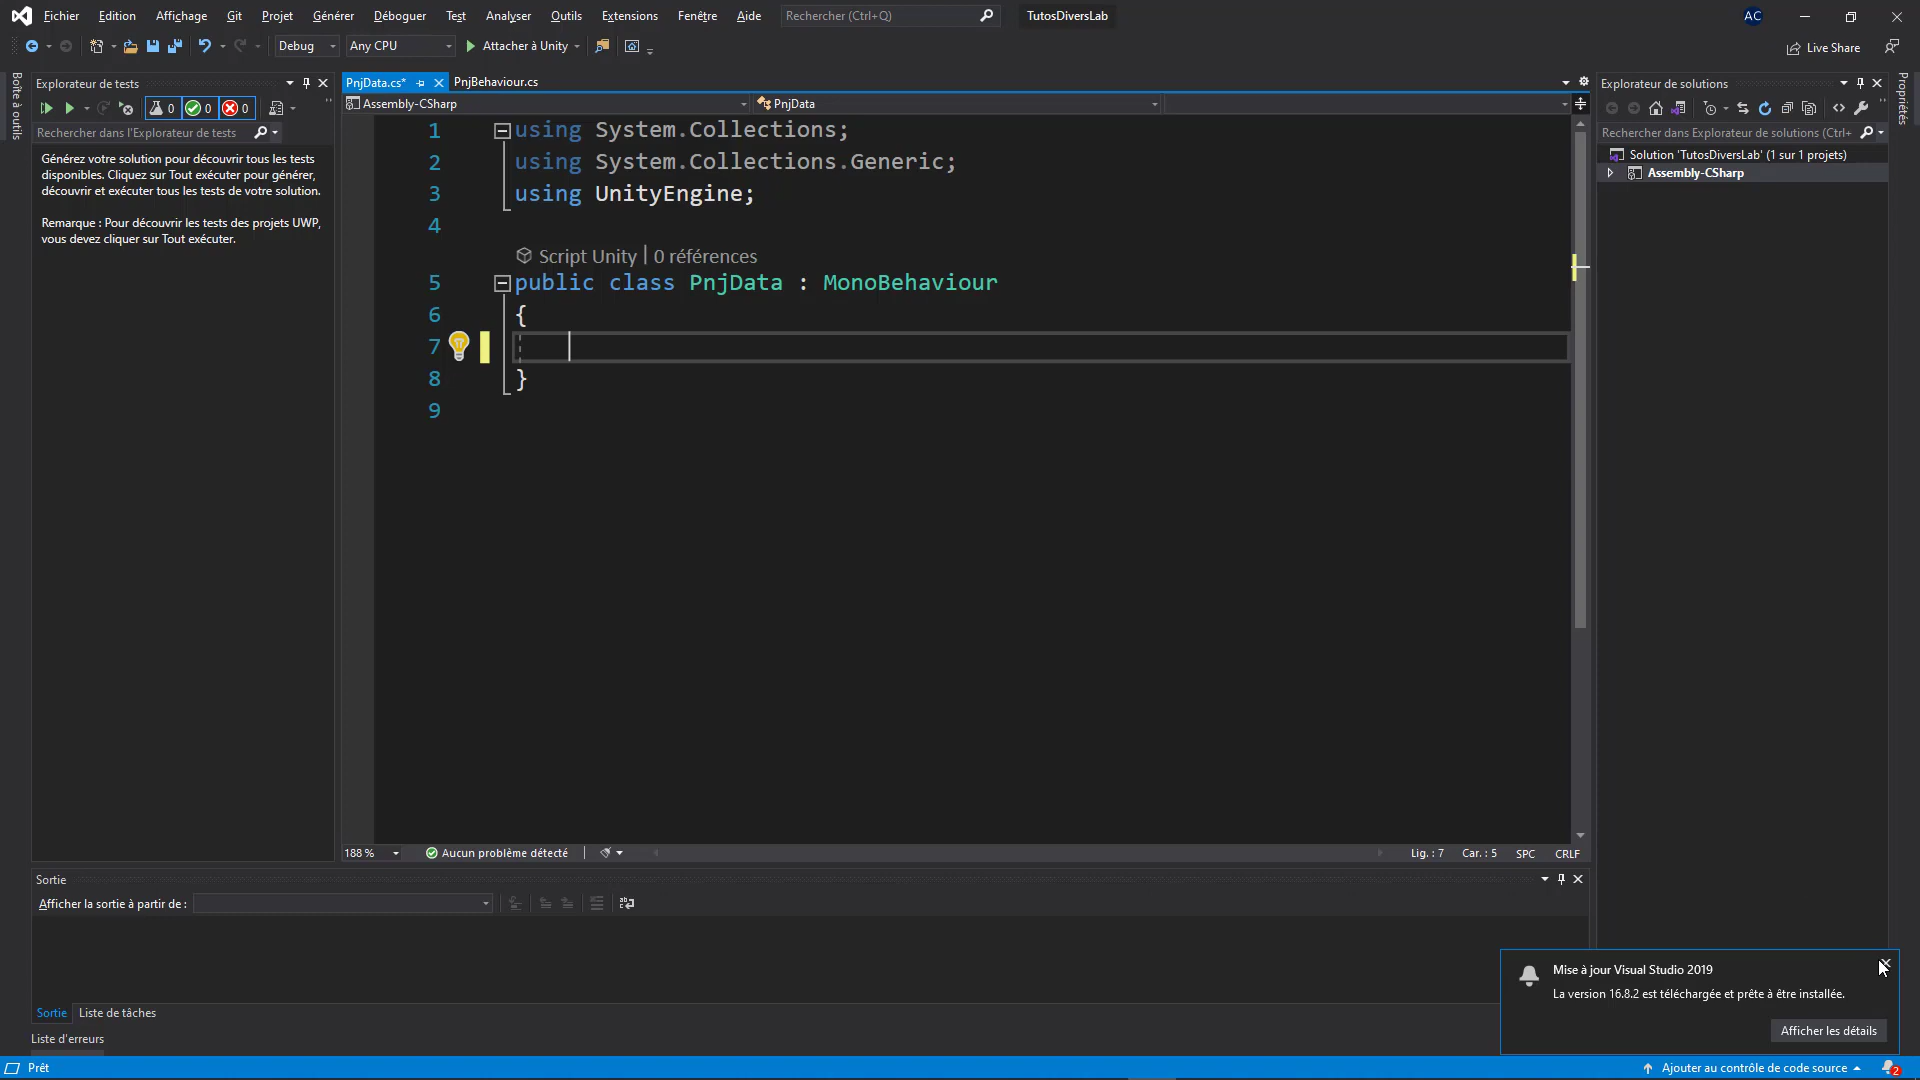 Fichier Edition Affichage Git Projet Générer Déboguer Test Analyser Outils Extensions Fenêtre Aide Rechercher (Ctrl+Q) TutosDiversLab AC
Debug Any CPU Attacher à Unity Live Share
Boîte à outils
Explorateur de tests
0 0 0
Rechercher dans l'Explorateur de tests
Générez votre solution pour découvrir tous les tests
disponibles. Cliquez sur Tout exécuter pour générer,
découvrir et exécuter tous les tests de votre solution.
Remarque : Pour découvrir les tests des projets UWP,
vous devez cliquer sur Tout exécuter.
PnjData.cs* PnjBehaviour.cs
Assembly-CSharp PnjData
1 using System.Collections;
2 using System.Collections.Generic;
3 using UnityEngine;
4
Script Unity | 0 références
5 public class PnjData : MonoBehaviour
6 {
7
8 }
9
188 % Aucun problème détecté Lig. : 7 Car. : 5 SPC CRLF
Explorateur de solutions
Rechercher dans Explorateur de solutions (Ctrl+
Solution 'TutosDiversLab' (1 sur 1 projets)
Assembly-CSharp
Propriétés
Sortie
Afficher la sortie à partir de :
Sortie Liste de tâches
Liste d'erreurs
Mise à jour Visual Studio 2019
La version 16.8.2 est téléchargée et prête à être installée.
Afficher les détails
Prêt Ajouter au contrôle de code source 2